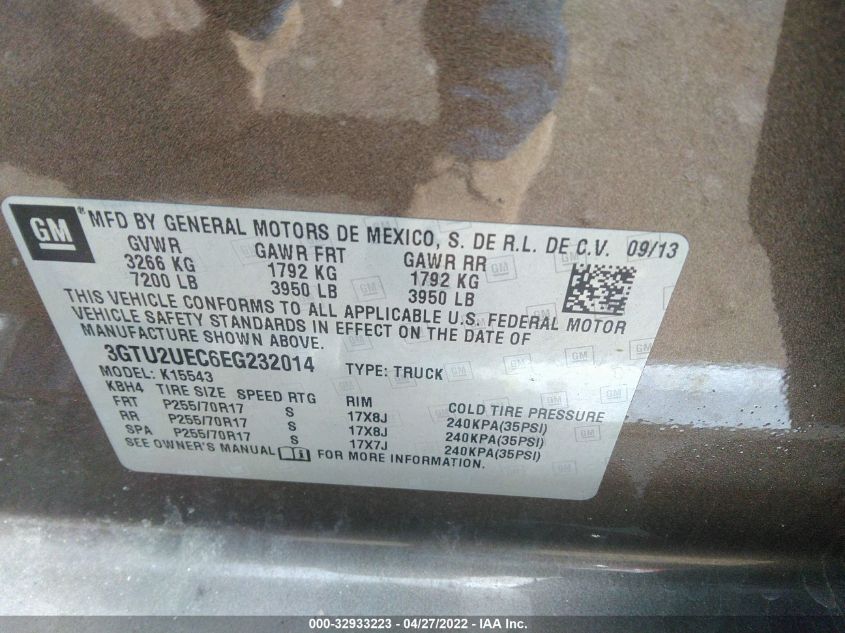 GM ® MFD BY GENERAL MOTORS DE MEXICO, S. DE R.L. DE C.V. 09/13
GVWR GAWR FRT GAWR RR
3266 KG 1792 KG 1792 KG
7200 LB 3950 LB 3950 LB
THIS VEHICLE CONFORMS TO ALL APPLICABLE U.S. FEDERAL MOTOR
VEHICLE SAFETY STANDARDS IN EFFECT ON THE DATE OF
MANUFACTURE SHOWN ABOVE.
3GTU2UEC6EG232014 TYPE: TRUCK
MODEL: K15543
KBH4 TIRE SIZE SPEED RTG RIM COLD TIRE PRESSURE
FRT P255/70R17 S 17X8J 240KPA(35PSI)
RR P255/70R17 S 17X8J 240KPA(35PSI)
SPA P255/70R17 S 17X7J 240KPA(35PSI)
SEE OWNER'S MANUAL FOR MORE INFORMATION.
000-32933223 - 04/27/2022 - IAA Inc.